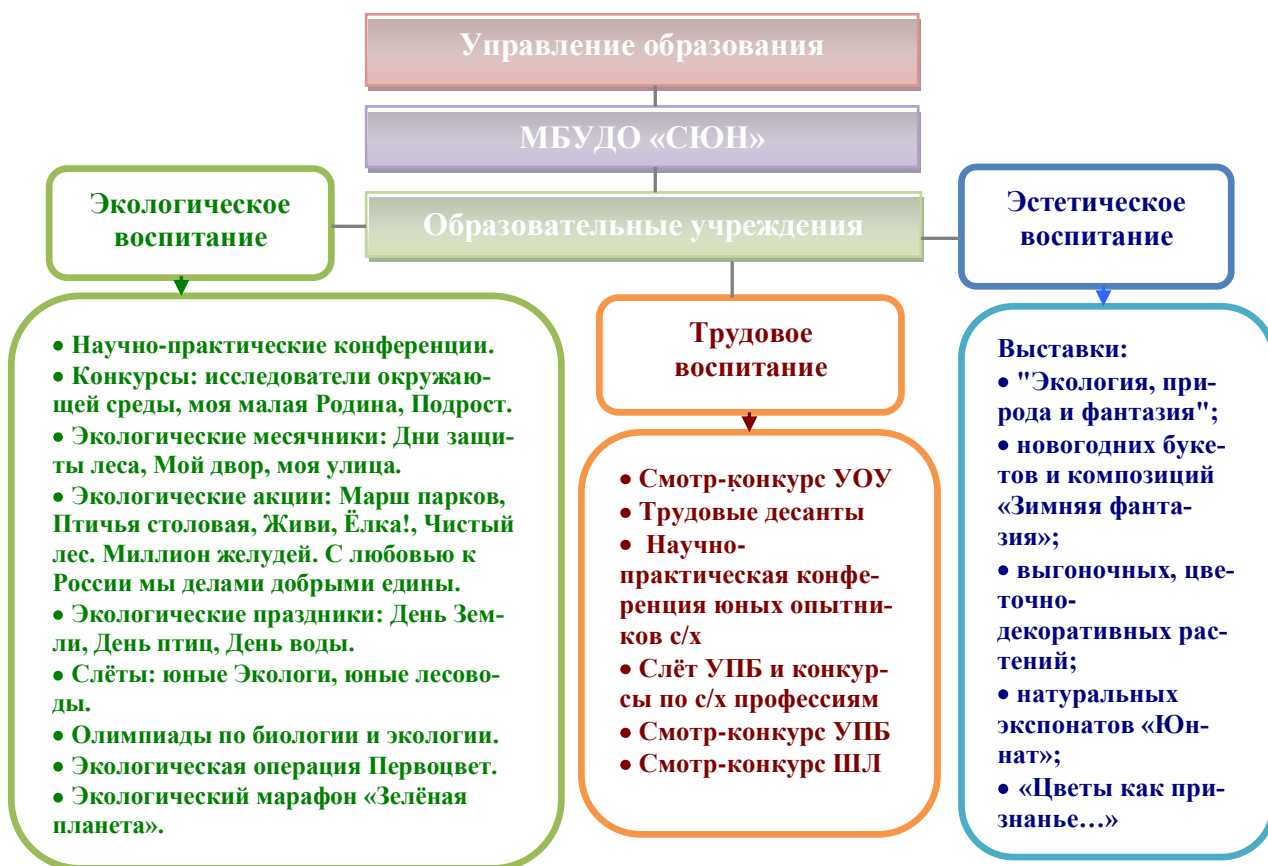 Управление образования
МБУДО «СЮН»
Образовательные учреждения
Экологическое
воспитание
• Научно-практические конференции.
• Конкурсы: исследователи окружаю-
щей среды, моя малая Родина, Подрост.
• Экологические месячники: Дни защи-
ты леса, Мой двор, моя улица.
• Экологические акции: Марш парков,
Птичья столовая, Живи, Ёлка!, Чистый
лес. Миллион желудей. С любовью к
России мы делами добрыми едины.
• Экологические праздники: День Зем-
ли, День птиц, День воды.
• Слёты: юные Экологи, юные лесово-
ды.
• Олимпиады по биологии и экологии.
• Экологическая операция Первоцвет.
• Экологический марафон «Зелёная
планета».
Трудовое
воспитание
• Смотр-конкурс УОУ
• Трудовые десанты
• Научно-
практическая конфе-
ренция юных опытни-
ков с/х
• Слёт УПБ и конкур-
сы по с/х профессиям
• Смотр-конкурс УПБ
• Смотр-конкурс ШЛ
Эстетическое
воспитание
Выставки:
• "Экология, при-
рода и фантазия";
• новогодних буке-
тов и композиций
«Зимняя фанта-
зия»;
• выгоночных, цве-
точно-
декоративных рас-
тений;
• натуральных
экспонатов «Юн-
нат»;
• «Цветы как при-
знанье…»